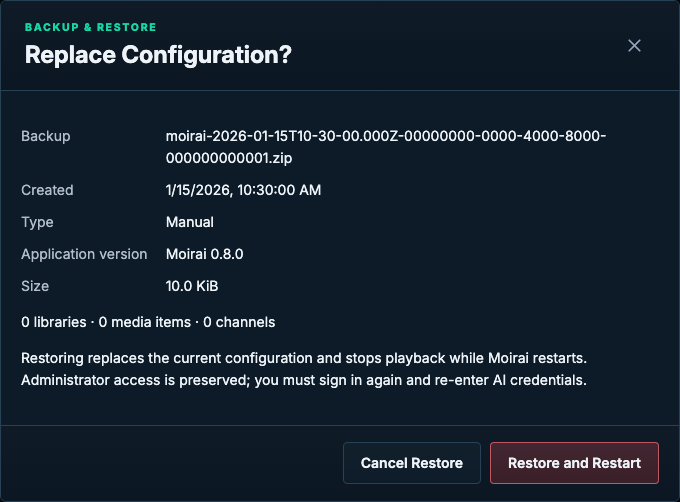 BACKUP & RESTORE
Replace Configuration?
Backup moirai-2026-01-15T10-30-00.000Z-00000000-0000-4000-8000-
000000000001.zip
Created 1/15/2026, 10:30:00 AM
Type Manual
Application version Moirai 0.8.0
Size 10.0 KiB
0 libraries · 0 media items · 0 channels
Restoring replaces the current configuration and stops playback while Moirai restarts.
Administrator access is preserved; you must sign in again and re-enter AI credentials.
Cancel Restore Restore and Restart